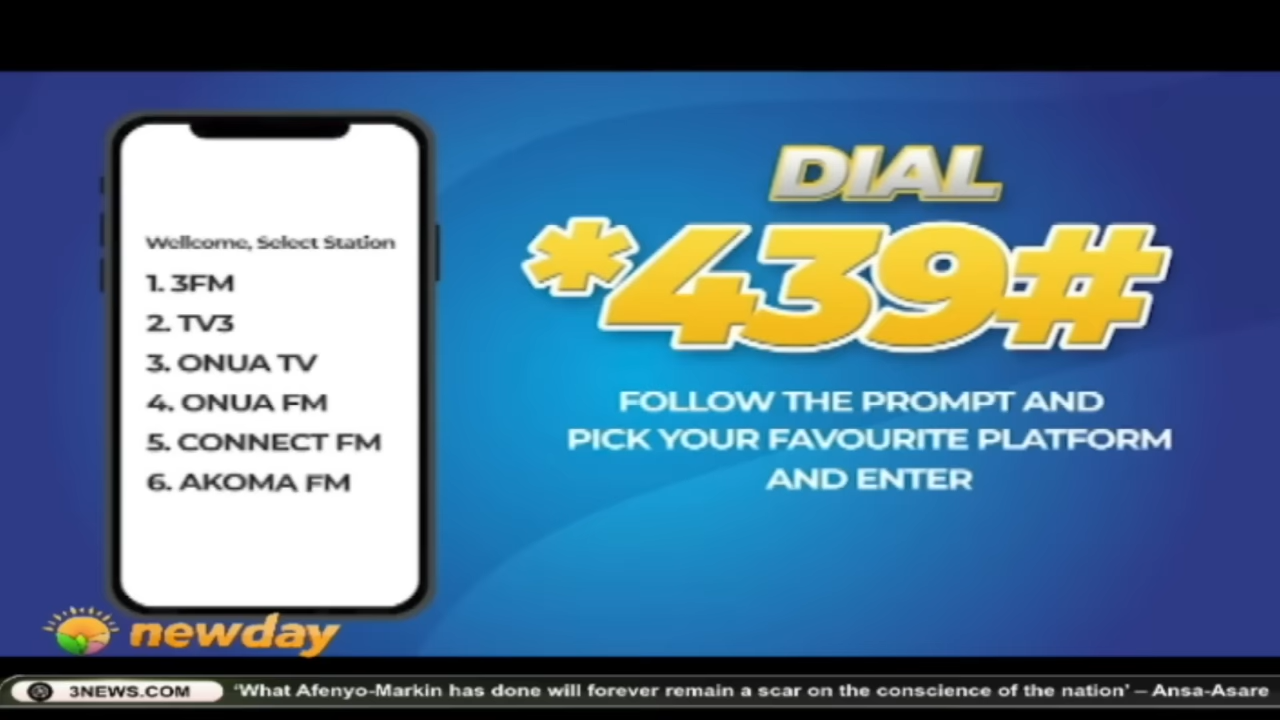 Wellcome, Select Station
1. 3FM
2. TV3
3. ONUA TV
4. ONUA FM
5. CONNECT FM
6. AKOMA FM
DIAL
*439#
FOLLOW THE PROMPT AND
PICK YOUR FAVOURITE PLATFORM
AND ENTER
newday
3NEWS.COM
‘What Afenyo-Markin has done will forever remain a scar on the conscience of the nation’ – Ansa-Asare